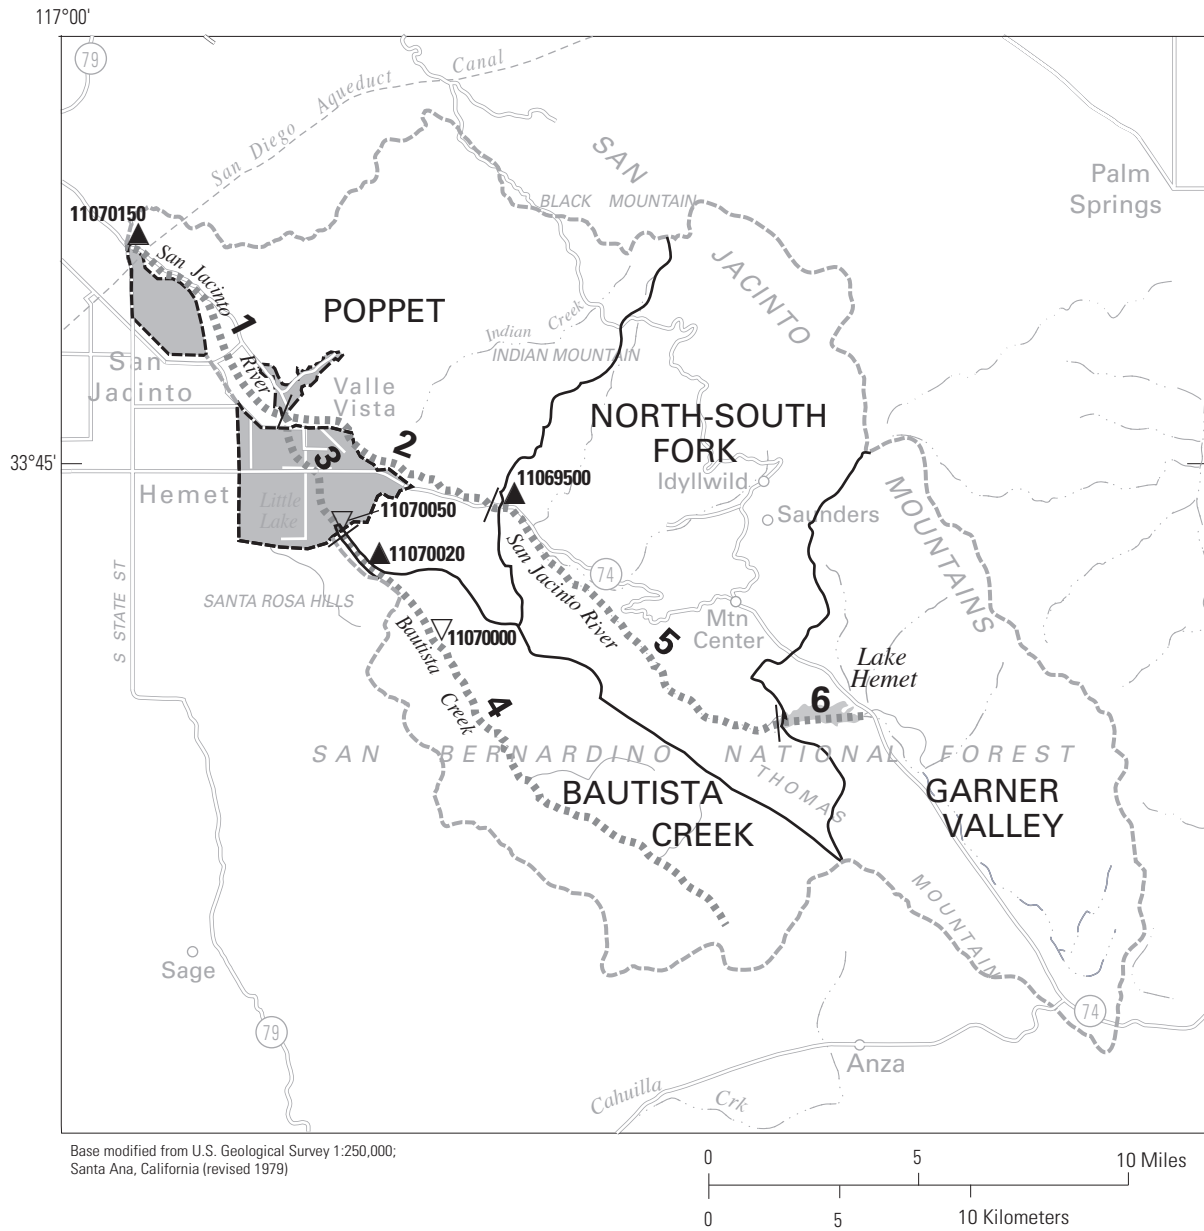 117°00'
79
San Diego Aqueduct Canal
SAN
BLACK MOUNTAIN
Palm
Springs
11070150
San Jacinto
River
JACINTO
1
POPPET
Indian Creek
INDIAN MOUNTAIN
San
Jacinto
Valle
Vista
NORTH-SOUTH
FORK
2
33°45'
3
11069500
Idyllwild
Hemet
Little
Lake
11070050
Saunders
MOUNTAINS
11070020
San Jacinto River
74
SANTA ROSA HILLS
S STATE ST
Mtn
Center
11070000
Bautista
Creek
5
Lake
Hemet
4
6
SAN BERNARDINO NATIONAL FOREST
THOMAS
BAUTISTA
CREEK
GARNER
VALLEY
MOUNTAIN
Sage
79
74
Anza
Cahuilla
Crk
Base modified from U.S. Geological Survey 1:250,000;
Santa Ana, California (revised 1979)
0 5 10 Miles
0 5 10 Kilometers